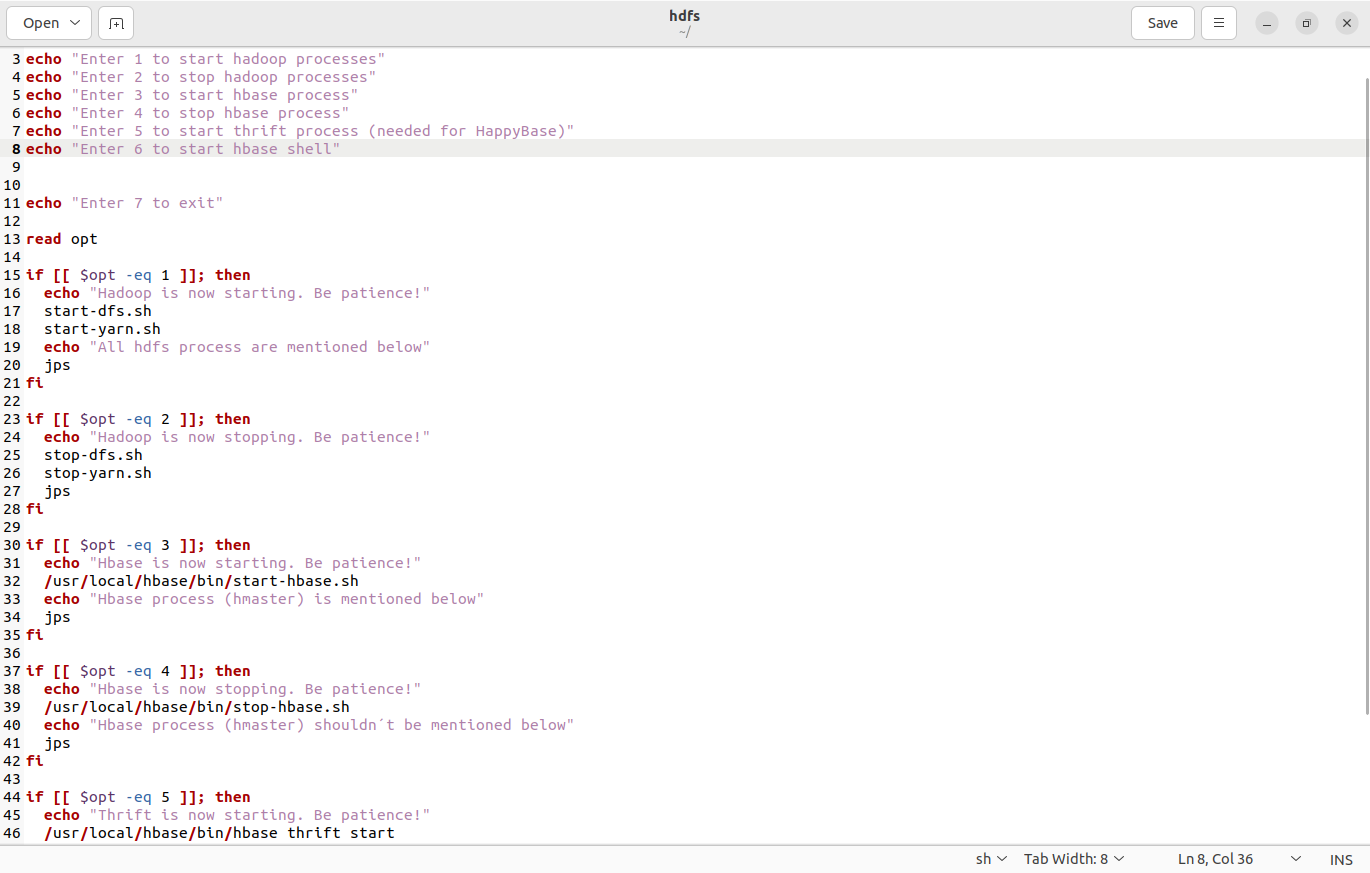 Open
hdfs
~/
Save
3 echo "Enter 1 to start hadoop processes"
4 echo "Enter 2 to stop hadoop processes"
5 echo "Enter 3 to start hbase process"
6 echo "Enter 4 to stop hbase process"
7 echo "Enter 5 to start thrift process (needed for HappyBase)"
8 echo "Enter 6 to start hbase shell"
9
10
11 echo "Enter 7 to exit"
12
13 read opt
14
15 if [[ $opt -eq 1 ]]; then
16   echo "Hadoop is now starting. Be patience!"
17   start-dfs.sh
18   start-yarn.sh
19   echo "All hdfs process are mentioned below"
20   jps
21 fi
22
23 if [[ $opt -eq 2 ]]; then
24   echo "Hadoop is now stopping. Be patience!"
25   stop-dfs.sh
26   stop-yarn.sh
27   jps
28 fi
29
30 if [[ $opt -eq 3 ]]; then
31   echo "Hbase is now starting. Be patience!"
32   /usr/local/hbase/bin/start-hbase.sh
33   echo "Hbase process (hmaster) is mentioned below"
34   jps
35 fi
36
37 if [[ $opt -eq 4 ]]; then
38   echo "Hbase is now stopping. Be patience!"
39   /usr/local/hbase/bin/stop-hbase.sh
40   echo "Hbase process (hmaster) shouldn´t be mentioned below"
41   jps
42 fi
43
44 if [[ $opt -eq 5 ]]; then
45   echo "Thrift is now starting. Be patience!"
46   /usr/local/hbase/bin/hbase thrift start
sh
Tab Width: 8
Ln 8, Col 36
INS